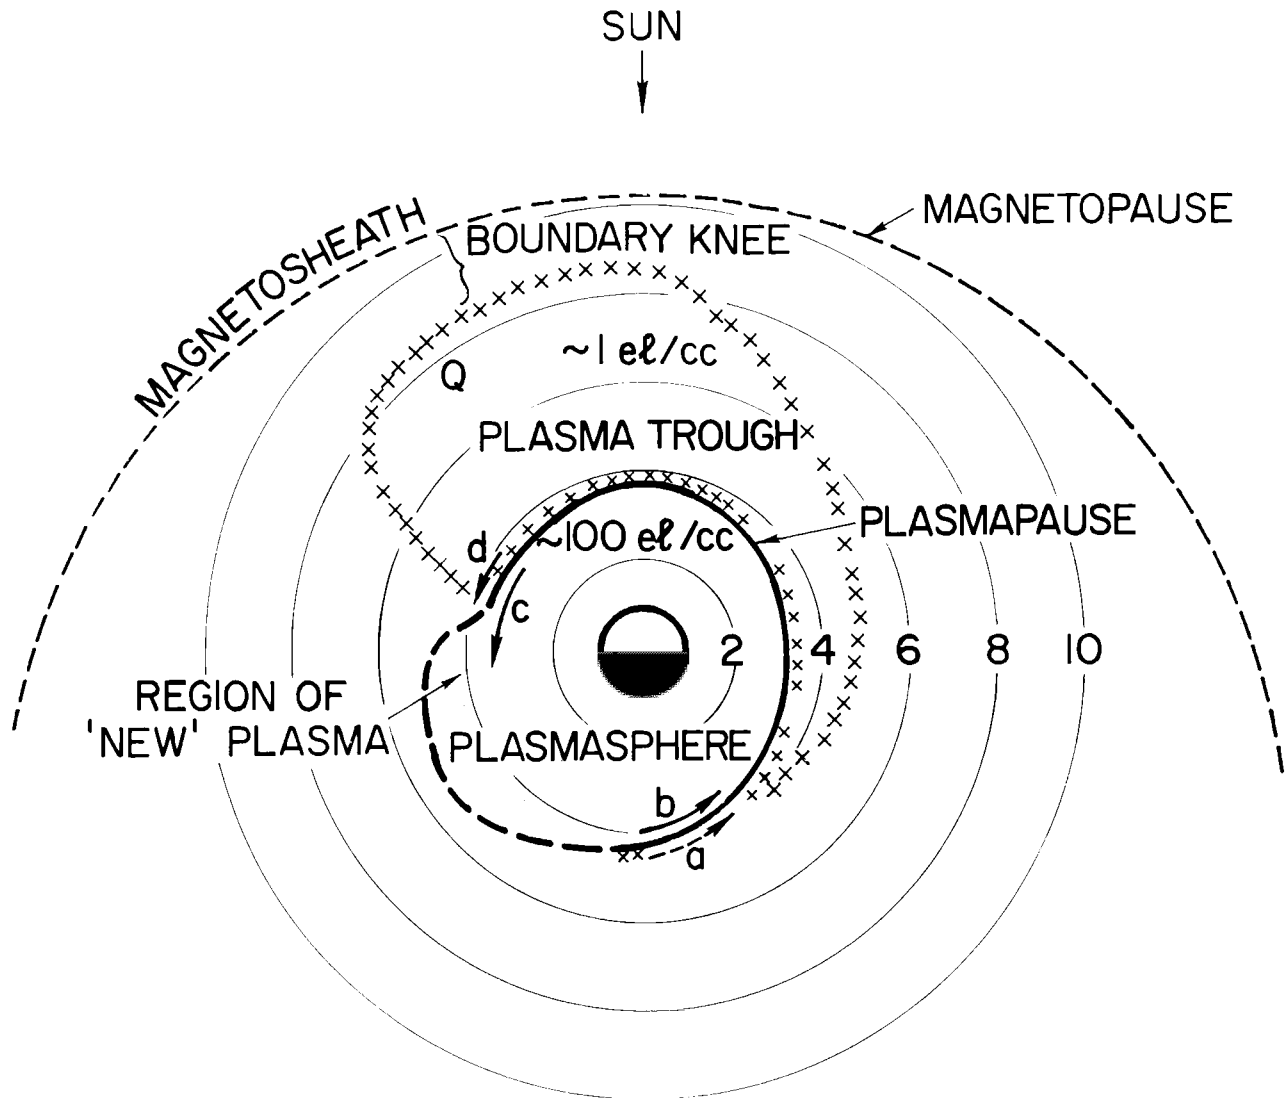 SUN
MAGNETOPAUSE
MAGNETOSHEATH
BOUNDARY KNEE
~1 el/cc
Q
PLASMA TROUGH
PLASMAPAUSE
~100 el/cc
d
c
2 4 6 8 10
REGION OF
'NEW' PLASMA
PLASMASPHERE
b
a